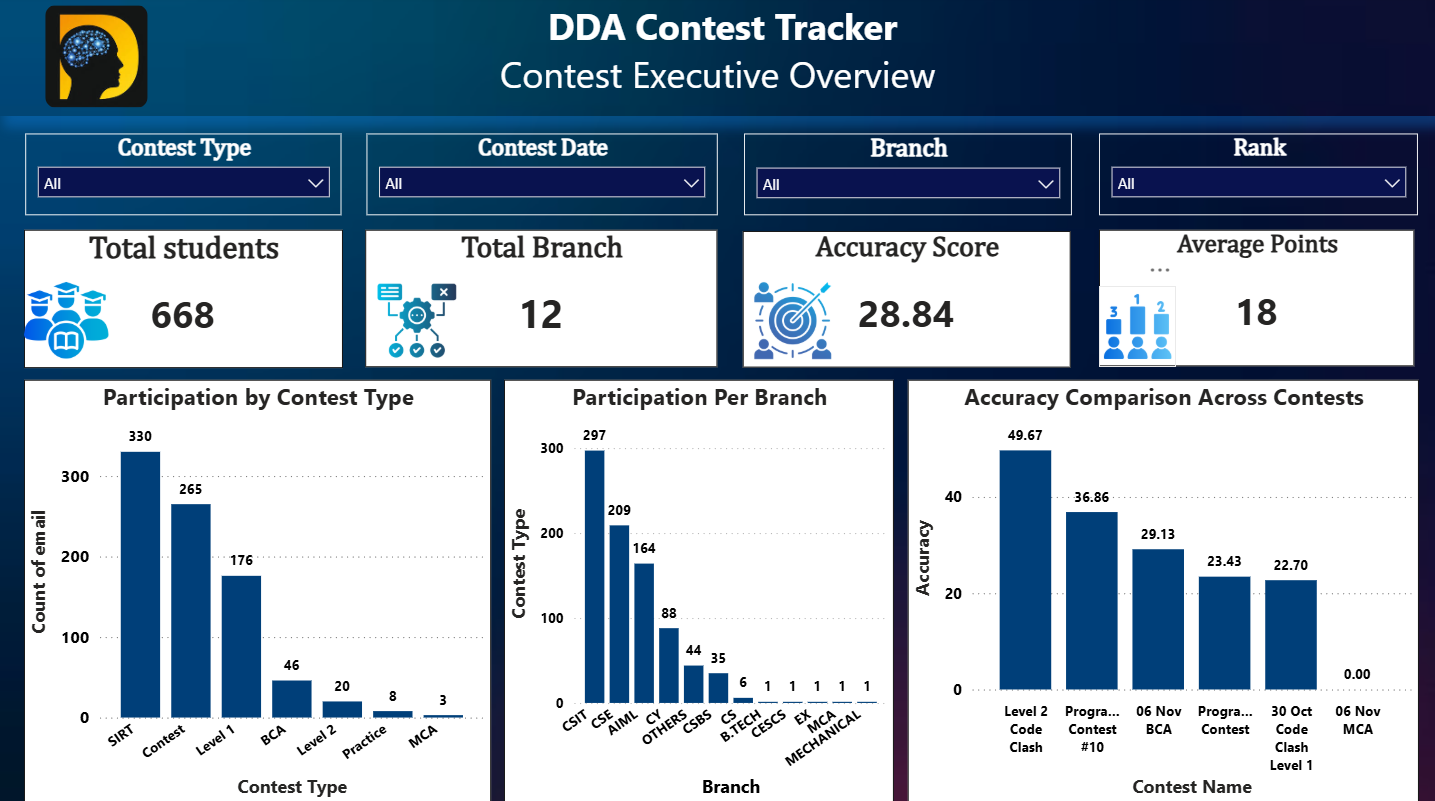 DDA Contest Tracker
Contest Executive Overview
Contest Type
All
Contest Date
All
Branch
All
Rank
All
Total students
668
Total Branch
12
Accuracy Score
28.84
Average Points
...
3 1 2
18
Participation by Contest Type
Count of email
300
200
100
0
330
265
176
46
20
8
3
SIRT
Contest
Level 1
BCA
Level 2
Practice
MCA
Contest Type
Participation Per Branch
Contest Type
300
200
100
0
297
209
164
88
44
35
6
1
1
1
1
1
CSIT
CSE
AIML
CY
OTHERS
CSBS
CS
B.TECH
CESCS
EX
MCA
MECHANICAL
Branch
Accuracy Comparison Across Contests
Accuracy
40
20
0
49.67
36.86
29.13
23.43
22.70
0.00
Level 2
Code
Clash
Progra...
Contest
#10
06 Nov
BCA
Progra...
Contest
30 Oct
Code
Clash
Level 1
06 Nov
MCA
Contest Name